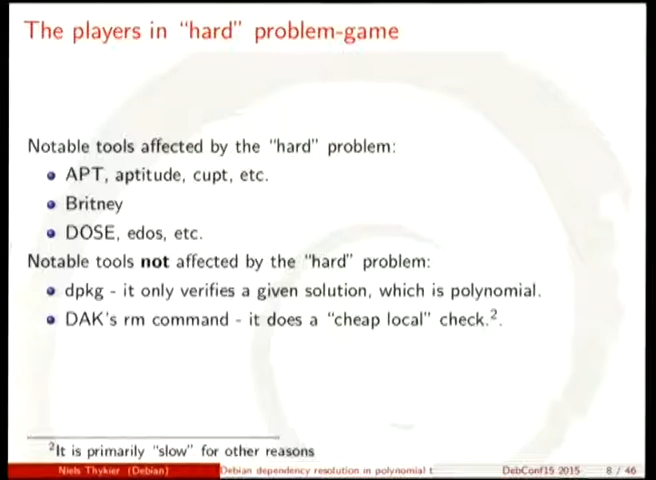 The players in “hard” problem-game
Notable tools affected by the “hard” problem:
APT, aptitude, cupt, etc.
Britney
DOSE, edos, etc.
Notable tools not affected by the “hard” problem:
dpkg - it only verifies a given solution, which is polynomial.
DAK's rm command - it does a “cheap local” check.2.
2It is primarily “slow” for other reasons
Niels Thykier (Debian) Debian dependency resolution in polynomial t DebConf15 2015 8 / 46